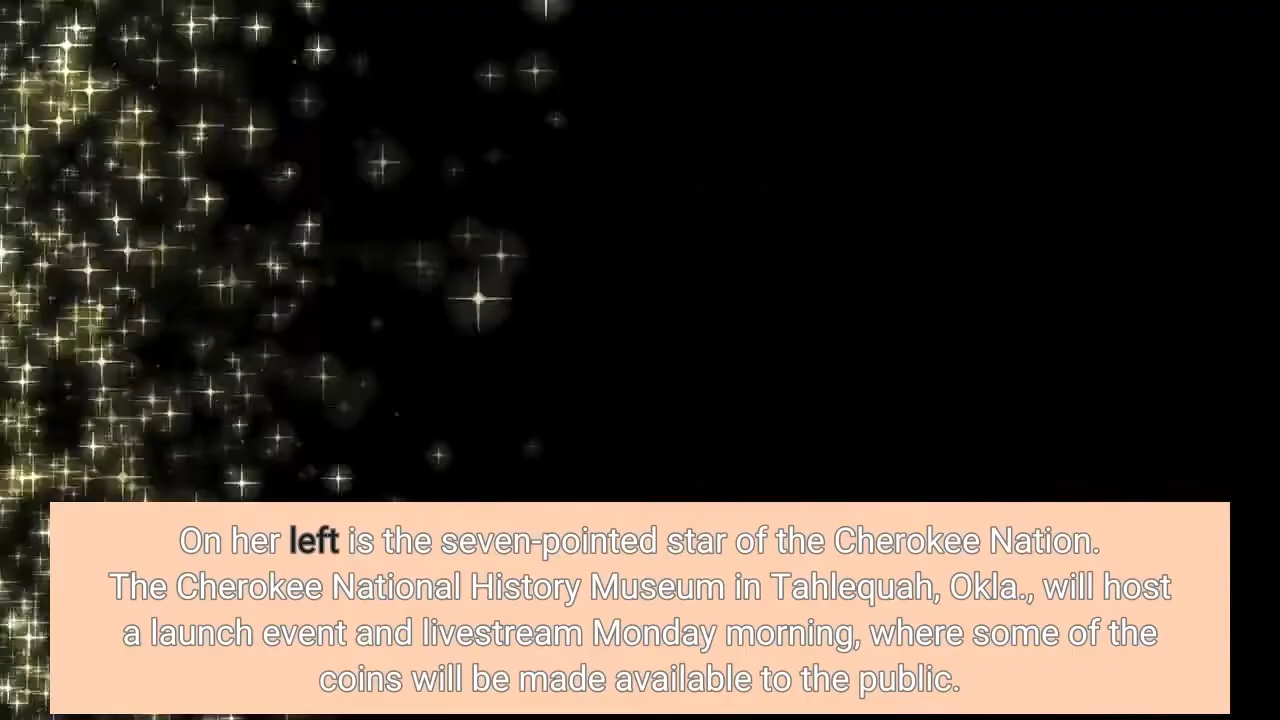 On her left is the seven-pointed star of the Cherokee Nation.
The Cherokee National History Museum in Tahlequah, Okla., will host
a launch event and livestream Monday morning, where some of the
coins will be made available to the public.